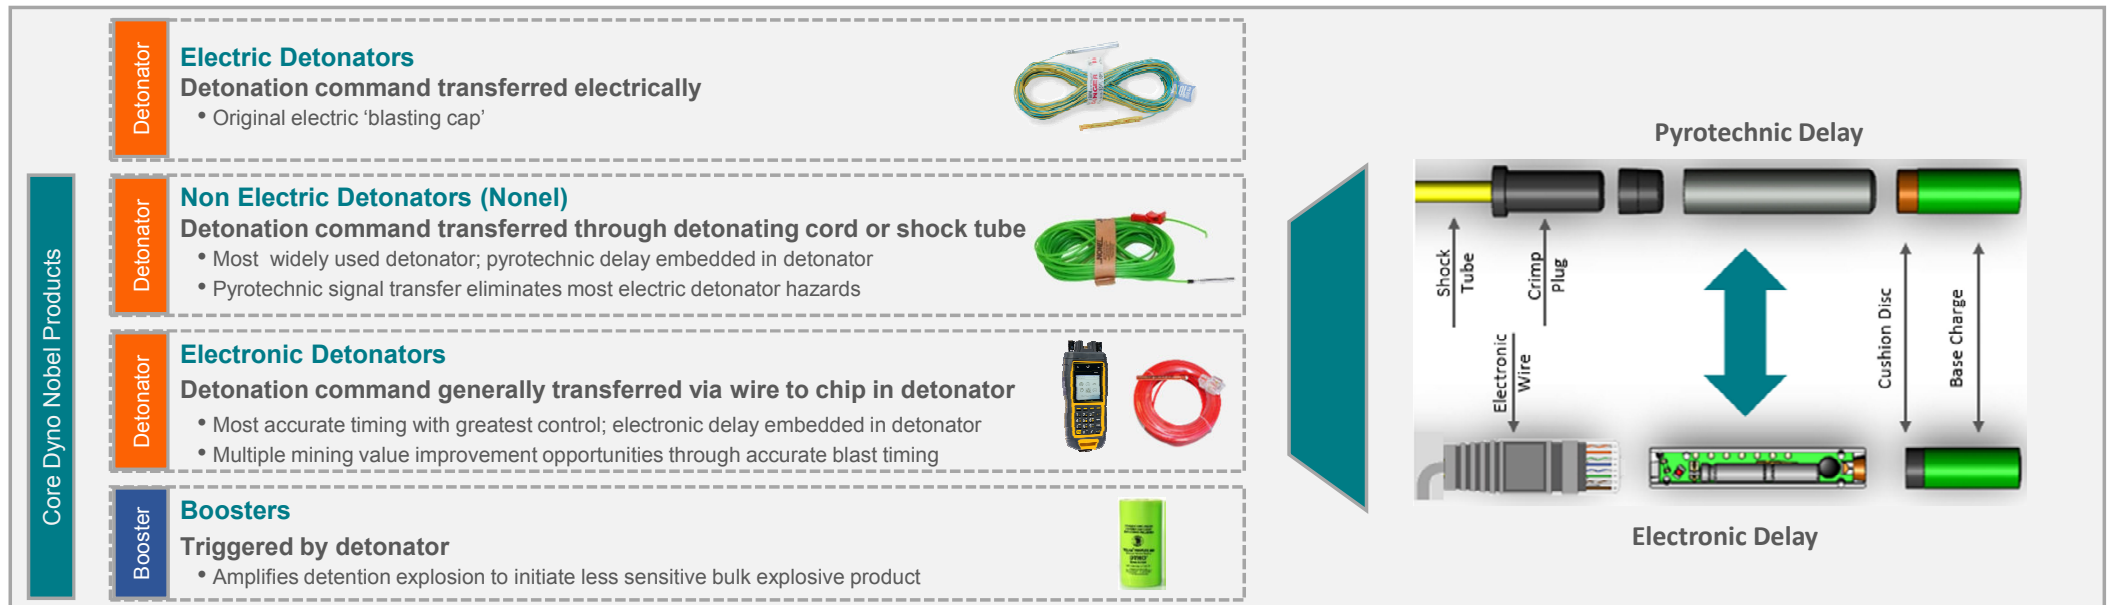 Core Dyno Nobel Products
Detonator
Electric Detonators
Detonation command transferred electrically
• Original electric ‘blasting cap’
Detonator
Non Electric Detonators (Nonel)
Detonation command transferred through detonating cord or shock tube
• Most widely used detonator; pyrotechnic delay embedded in detonator
• Pyrotechnic signal transfer eliminates most electric detonator hazards
Detonator
Electronic Detonators
Detonation command generally transferred via wire to chip in detonator
• Most accurate timing with greatest control; electronic delay embedded in detonator
• Multiple mining value improvement opportunities through accurate blast timing
Booster
Boosters
Triggered by detonator
• Amplifies detention explosion to initiate less sensitive bulk explosive product
Pyrotechnic Delay
Shock
Tube
Crimp
Plug
Electronic
Wire
Cushion Disc
Base Charge
Electronic Delay